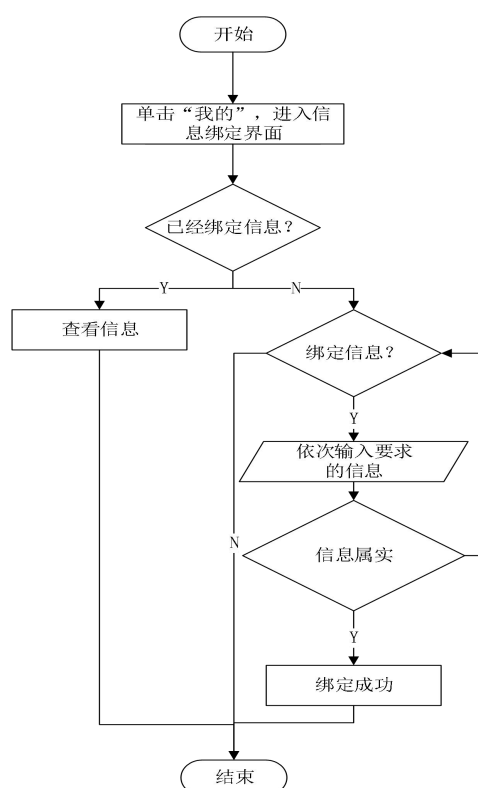 开始
单击“我的”，进入信
息绑定界面
已经绑定信息？
Y
N
查看信息
绑定信息？
Y
依次输入要求
的信息
N
信息属实
Y
绑定成功
结束